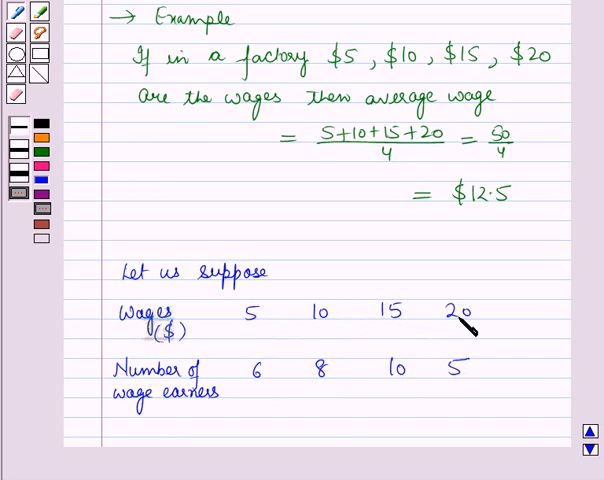 → Example
If in a factory $5, $10, $15, $20
are the wages then average wage
= 5+10+15+20/4 = 50/4
= $12.5
Let us suppose
Wages ($) 5 10 15 20
Number of wage earners 6 8 10 5